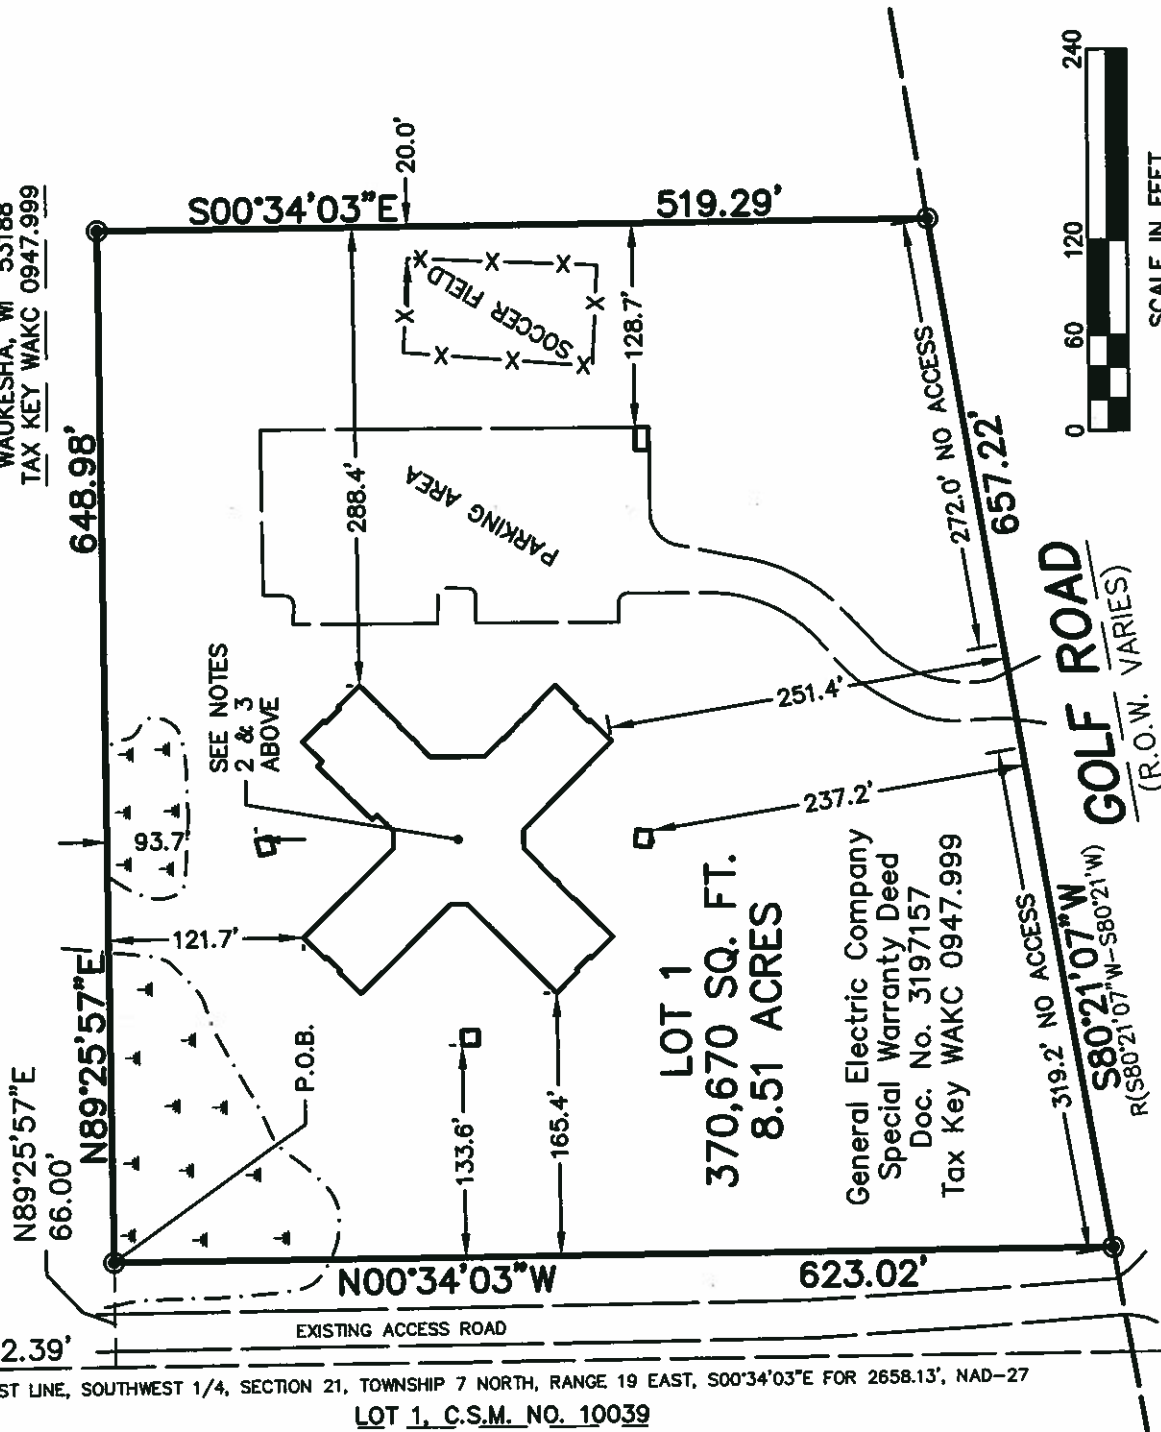 WAUKESHA, WI 53188
TAX KEY WAKC 0947.999
648.98'
N89°25'57"E
N89°25'57"E
66.00'
S00°34'03"E
519.29'
20.0'
SOCCER FIELD
128.7'
288.4'
PARKING AREA
SEE NOTES
2 & 3
ABOVE
93.7'
121.7'
P.O.B.
133.6'
165.4'
251.4'
237.2'
LOT 1
370,670 SQ. FT.
8.51 ACRES
General Electric Company
Special Warranty Deed
Doc. No. 3197157
Tax Key WAKC 0947.999
272.0' NO ACCESS
657.22'
319.2' NO ACCESS
S80°21'07"W
R(S80°21'07"W-S80°21'W)
GOLF ROAD
(R.O.W. VARIES)
0 60 120 240
SCALE IN FEET
N00°34'03"W
623.02'
EXISTING ACCESS ROAD
2.39'
ST LINE, SOUTHWEST 1/4, SECTION 21, TOWNSHIP 7 NORTH, RANGE 19 EAST, S00°34'03"E FOR 2658.13', NAD-27
LOT 1, C.S.M. NO. 10039